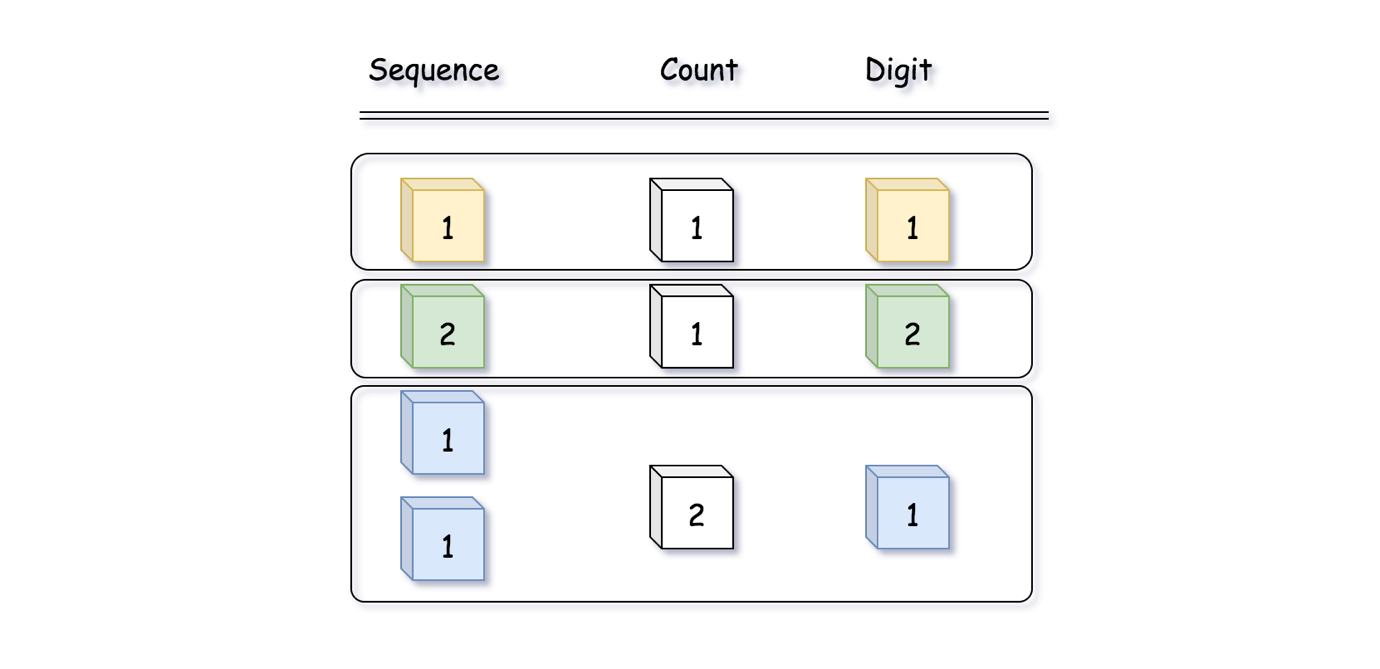 Sequence Count Digit
1 1 1
2 1 2
1
2 1
1